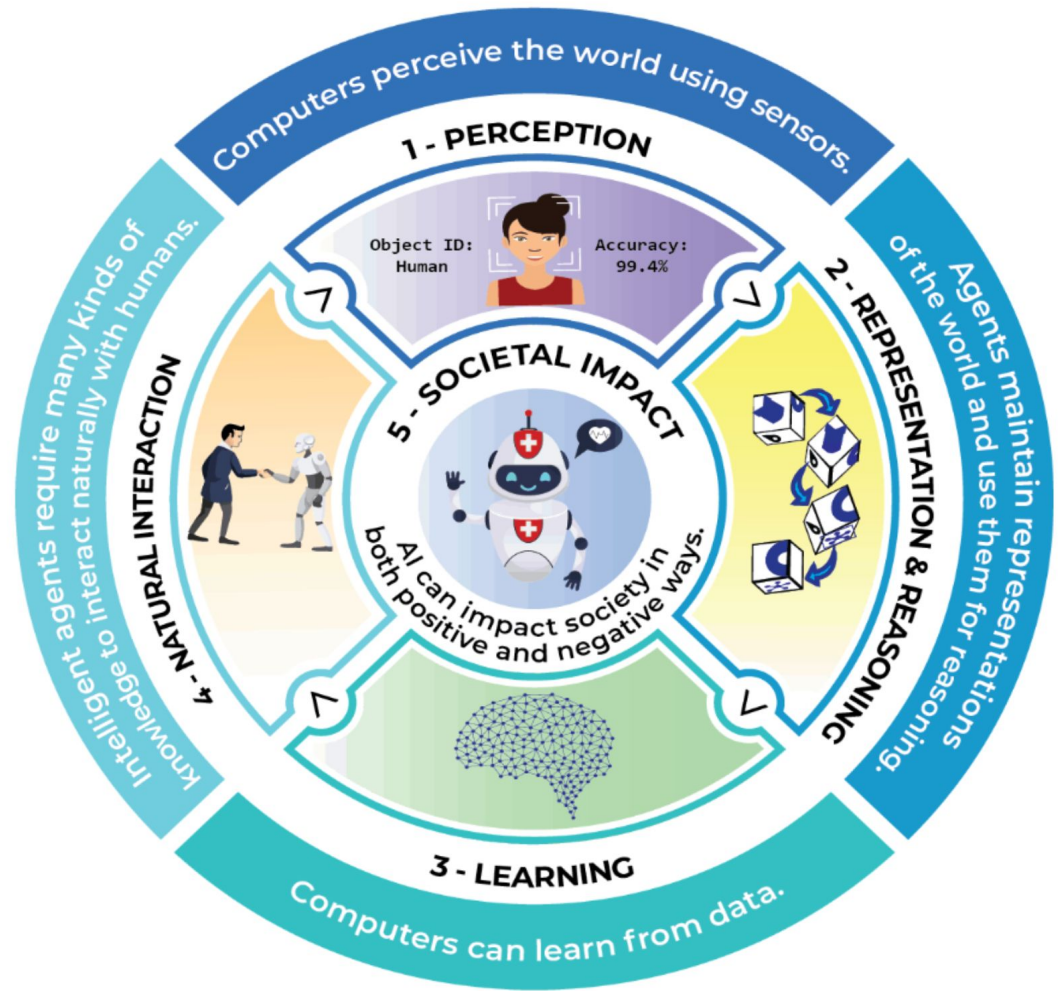 Computers perceive the world using sensors.
1 - PERCEPTION
Object ID:
Human
Accuracy:
99.4%
Agents maintain representations
of the world and use them for reasoning.
2 - REPRESENTATION & REASONING
3 - LEARNING
Computers can learn from data.
Intelligent agents require many kinds of
knowledge to interact naturally with humans.
4 - NATURAL INTERACTION
5 - SOCIETAL IMPACT
AI can impact society in
both positive and negative ways.